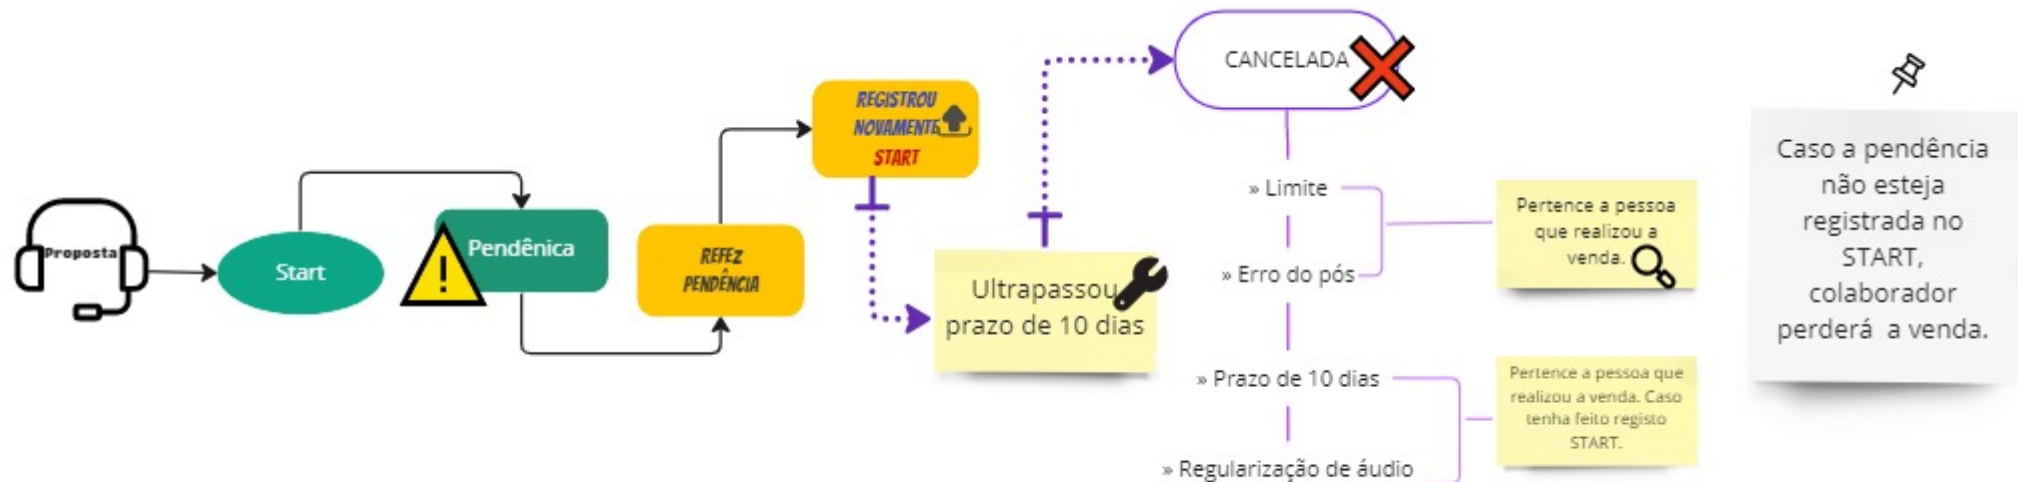 Proposta
Start
Pendênica
REFEZ
PENDÊNCIA
REGISTROU
NOVAMENTE
START
Ultrapassou
prazo de 10 dias
CANCELADA
» Limite
» Erro do pós
» Prazo de 10 dias
» Regularização de áudio
Pertence a pessoa
que realizou a
venda.
Pertence a pessoa que
realizou a venda. Caso
tenha feito registo
START.
Caso a pendência
não esteja
registrada no
START,
colaborador
perderá a venda.